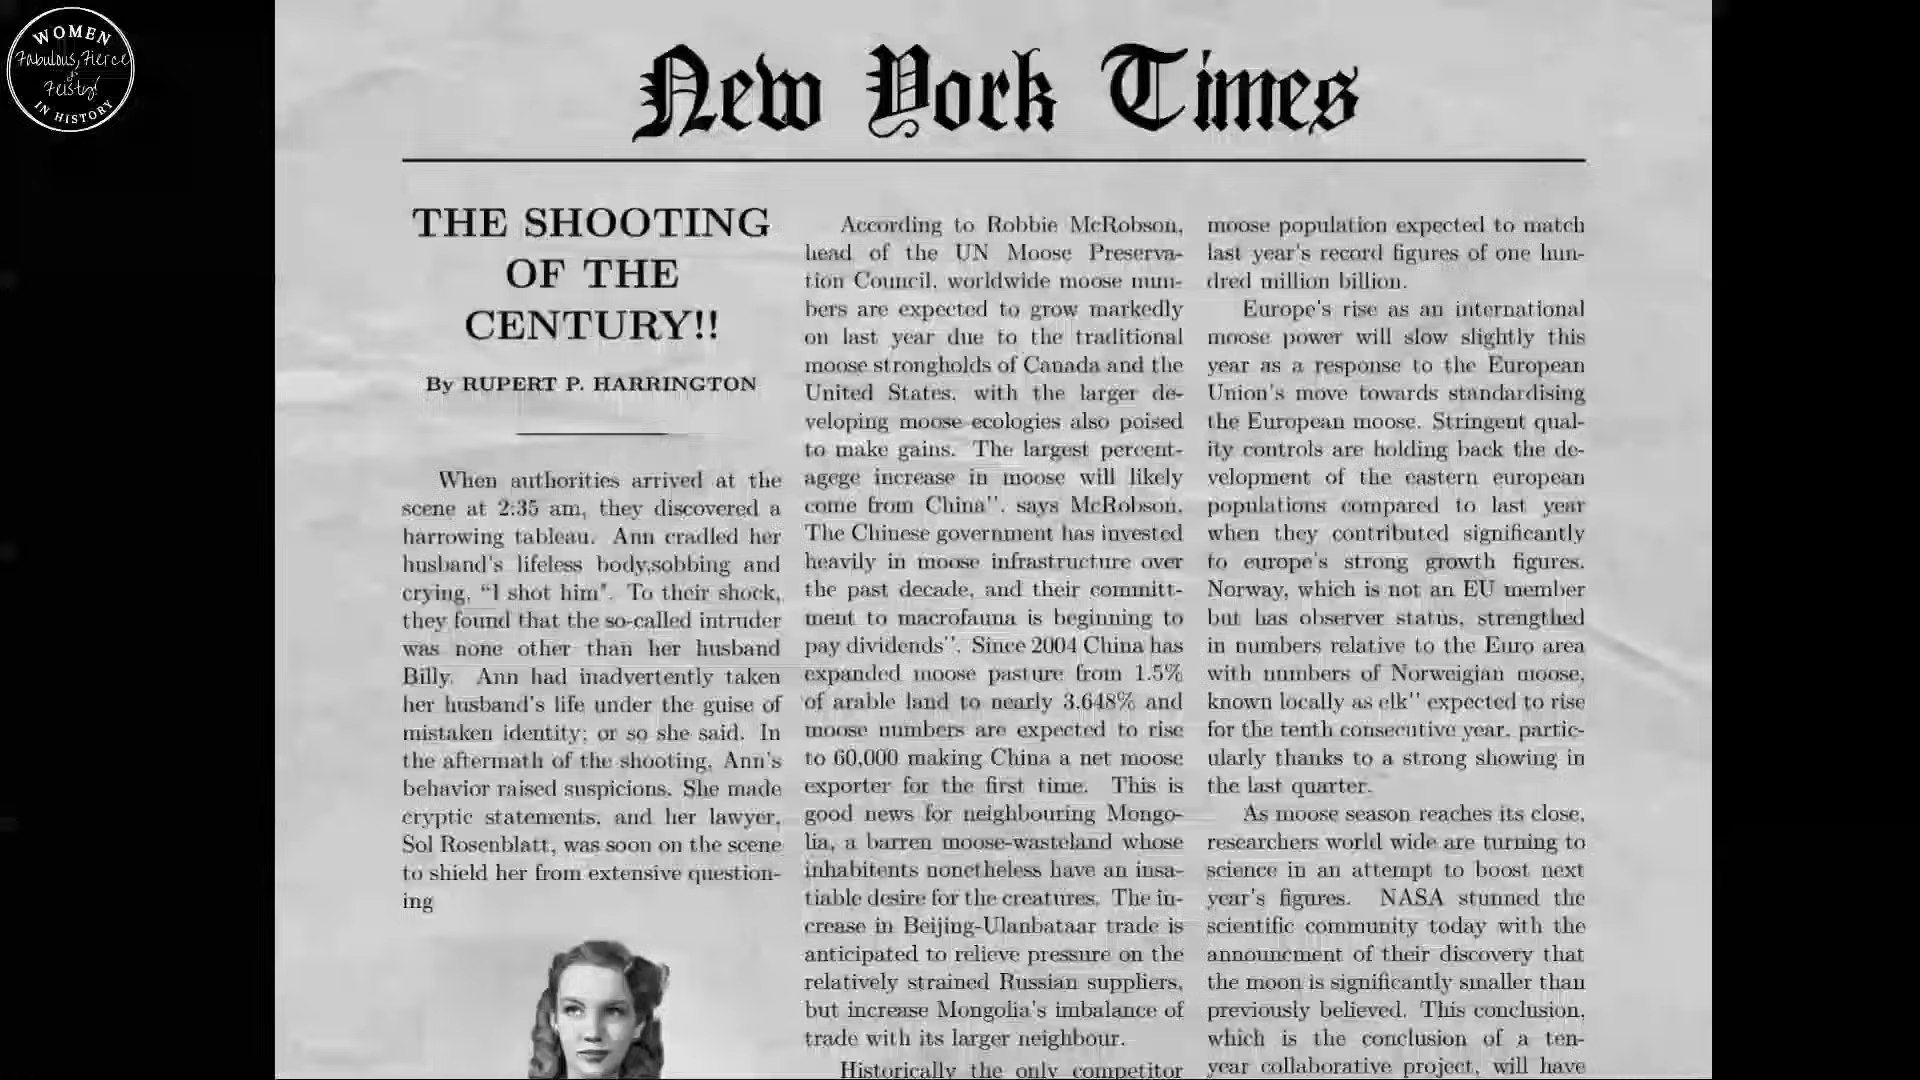 WOMEN
Fabulous, Fierce
&
Feisty!
IN HISTORY
New York Times
THE SHOOTING
OF THE
CENTURY!!
By RUPERT P. HARRINGTON
When authorities arrived at the
scene at 2:35 am, they discovered a
harrowing tableau. Ann cradled her
husband's lifeless body,sobbing and
crying, “I shot him". To their shock,
they found that the so-called intruder
was none other than her husband
Billy. Ann had inadvertently taken
her husband's life under the guise of
mistaken identity; or so she said. In
the aftermath of the shooting, Ann's
behavior raised suspicions. She made
cryptic statements, and her lawyer,
Sol Rosenblatt, was soon on the scene
to shield her from extensive question-
ing
According to Robbie McRobson,
head of the UN Moose Preserva-
tion Council, worldwide moose num-
bers are expected to grow markedly
on last year due to the traditional
moose strongholds of Canada and the
United States, with the larger de-
veloping moose ecologies also poised
to make gains. The largest percent-
agege increase in moose will likely
come from China", says McRobson,
The Chinese government has invested
heavily in moose infrastructure over
the past decade, and their committ-
ment to macrofauna is beginning to
pay dividends". Since 2004 China has
expanded moose pasture from 1.5%
of arable land to nearly 3.648% and
moose numbers are expected to rise
to 60,000 making China a net moose
exporter for the first time. This is
good news for neighbouring Mongo-
lia, a barren moose-wasteland whose
inhabitents nonetheless have an insa-
tiable desire for the creatures. The in-
crease in Beijing-Ulanbataar trade is
anticipated to relieve pressure on the
relatively strained Russian suppliers,
but increase Mongolia's imbalance of
trade with its larger neighbour.
Historically the only competitor
moose population expected to match
last year's record figures of one hun-
dred million billion.
Europe's rise as an international
moose power will slow slightly this
year as a response to the European
Union's move towards standardising
the European moose. Stringent qual-
ity controls are holding back the de-
velopment of the eastern european
populations compared to last year
when they contributed significantly
to europe's strong growth figures.
Norway, which is not an EU member
but has observer status, strengthed
in numbers relative to the Euro area
with numbers of Norweigian moose,
known locally as elk" expected to rise
for the tenth consecutive year, partic-
ularly thanks to a strong showing in
the last quarter.
As moose season reaches its close,
researchers world wide are turning to
science in an attempt to boost next
year's figures. NASA stunned the
scientific community today with the
announcment of their discovery that
the moon is significantly smaller than
previously believed. This conclusion,
which is the conclusion of a ten-
year collaborative project, will have